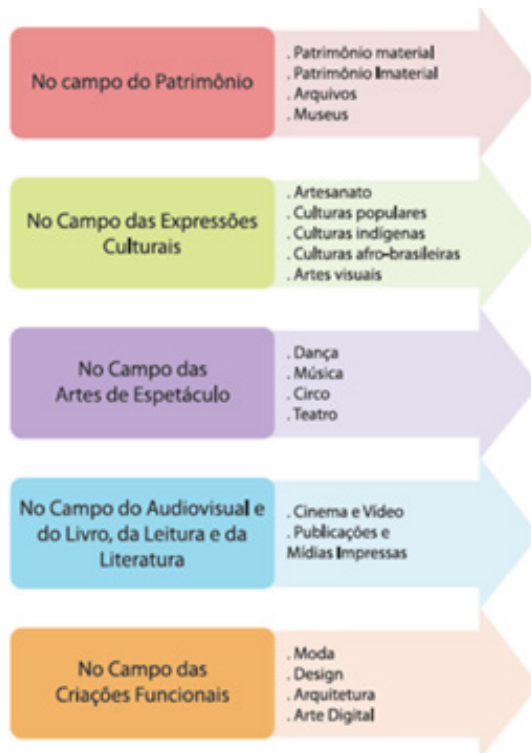 No campo do Patrimônio
. Patrimônio material
. Patrimônio Imaterial
. Arquivos
. Museus
No Campo das Expressões
Culturais
. Artesanato
. Culturas populares
. Culturas indígenas
. Culturas afro-brasileiras
. Artes visuais
No Campo das
Artes de Espetáculo
. Dança
. Música
. Circo
. Teatro
No Campo do Audiovisual e
do Livro, da Leitura e da
Literatura
. Cinema e Vídeo
. Publicações e
Mídias Impressas
No Campo das
Criações Funcionais
. Moda
. Design
. Arquitetura
. Arte Digital